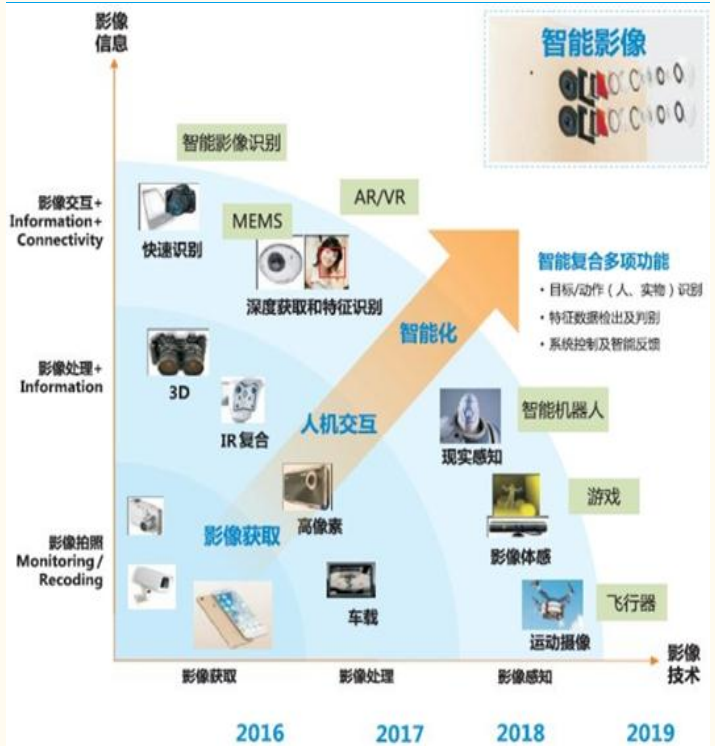 影像
信息
智能影像
智能影像识别
AR/VR
影像交互+
Information+
Connectivity
快速识别
MEMS
深度获取和特征识别
智能复合多项功能
・目标/动作（人、实物）识别
・特征数据检出及判别
・系统控制及智能反馈
智能化
影像处理+
Information
3D
IR复合
人机交互
智能机器人
现实感知
高像素
游戏
影像获取
影像拍照
Monitoring/
Recoding
影像体感
车载
飞行器
运动摄像
影像
技术
影像获取
影像处理
影像感知
2016
2017
2018
2019